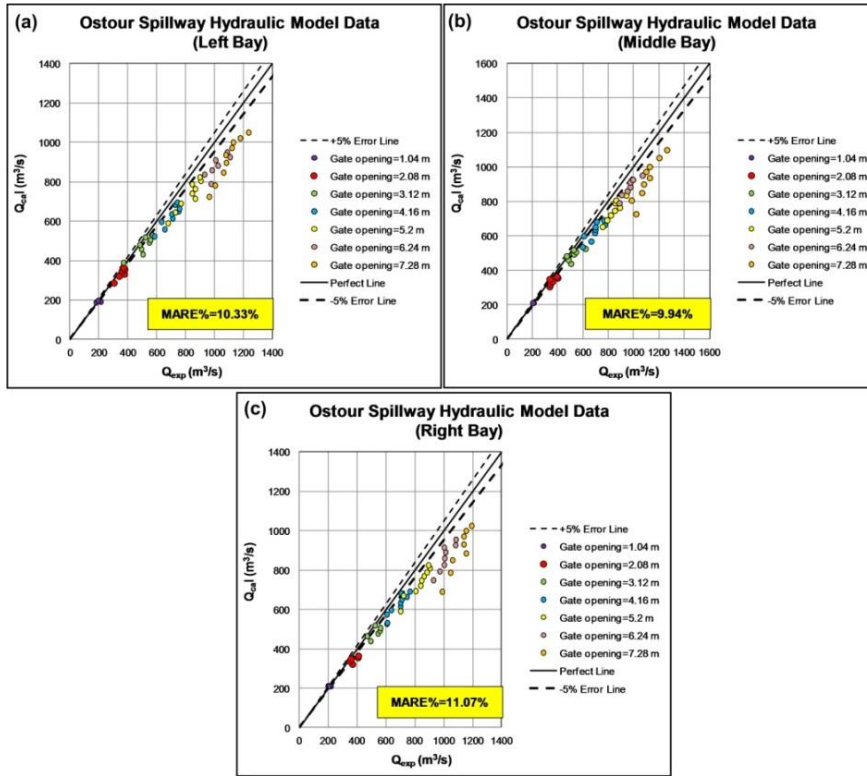 (a)
Ostour Spillway Hydraulic Model Data
(Left Bay)
1400
1200
1000
800
600
400
200
0
Qcal (m³/s)
0 200 400 600 800 1000 1200 1400
Qexp (m³/s)
MARE%=10.33%
+5% Error Line
Gate opening=1.04 m
Gate opening=2.08 m
Gate opening=3.12 m
Gate opening=4.16 m
Gate opening=5.2 m
Gate opening=6.24 m
Gate opening=7.28 m
Perfect Line
-5% Error Line
(b)
Ostour Spillway Hydraulic Model Data
(Middle Bay)
1600
1400
1200
1000
800
600
400
200
0
Qcal (m³/s)
0 200 400 600 800 1000 1200 1400 1600
Qexp (m³/s)
MARE%=9.94%
+5% Error Line
Gate opening=1.04 m
Gate opening=2.08 m
Gate opening=3.12 m
Gate opening=4.16 m
Gate opening=5.2 m
Gate opening=6.24 m
Gate opening=7.28 m
Perfect Line
-5% Error Line
(c)
Ostour Spillway Hydraulic Model Data
(Right Bay)
1400
1200
1000
800
600
400
200
0
Qcal (m³/s)
0 200 400 600 800 1000 1200 1400
Qexp (m³/s)
MARE%=11.07%
+5% Error Line
Gate opening=1.04 m
Gate opening=2.08 m
Gate opening=3.12 m
Gate opening=4.16 m
Gate opening=5.2 m
Gate opening=6.24 m
Gate opening=7.28 m
Perfect Line
-5% Error Line